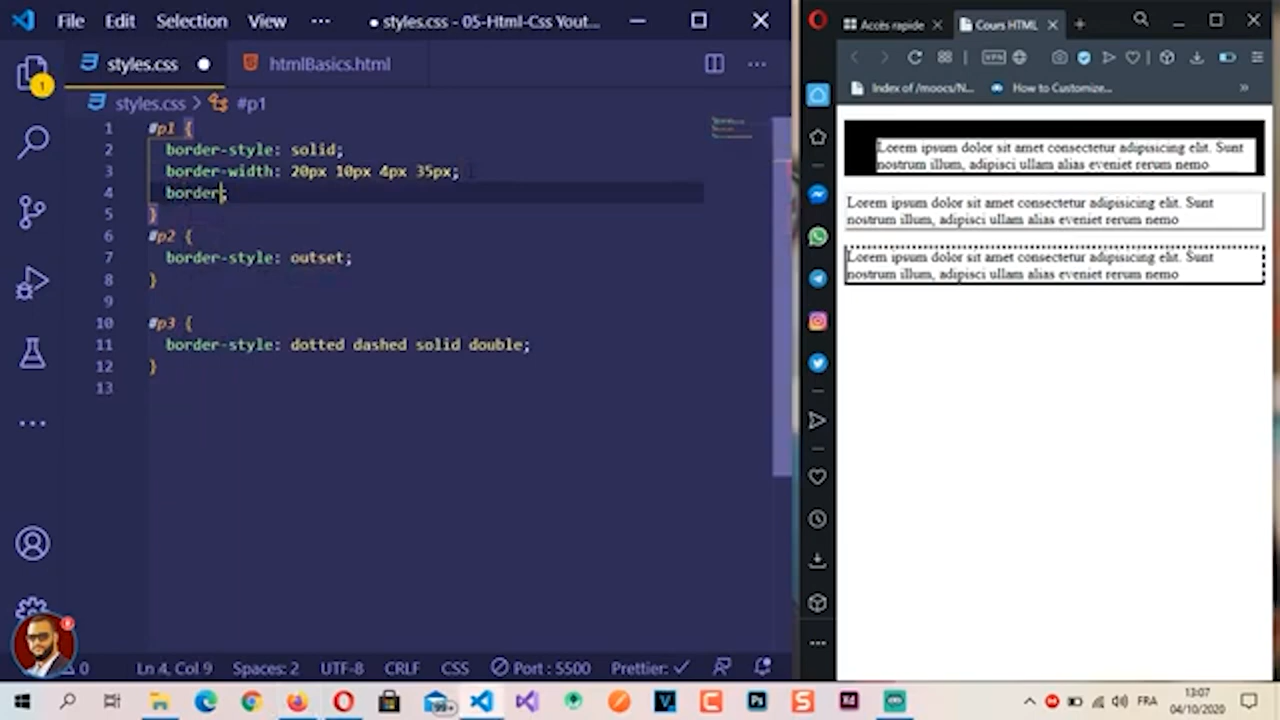 File Edit Selection View ··· ● styles.css - 05-Html-Css Yout...
styles.css ● htmlBasics.html ···
styles.css > #p1
1 #p1 {
2 border-style: solid;
3 border-width: 20px 10px 4px 35px;
4 border;
5 }
6 #p2 {
7 border-style: outset;
8 }
9
10 #p3 {
11 border-style: dotted dashed solid double;
12 }
13
1
0 Ln 4, Col 9 Spaces: 2 UTF-8 CRLF CSS Port : 5500 Prettier: ✓
Accès rapide Cours HTML
VPN
Index of /moocs/N... How to Customize... »
Lorem ipsum dolor sit amet consectetur adipisicing elit. Sunt
nostrum illum, adipisci ullam alias eveniet rerum nemo
Lorem ipsum dolor sit amet consectetur adipisicing elit. Sunt
nostrum illum, adipisci ullam alias eveniet rerum nemo
Lorem ipsum dolor sit amet consectetur adipisicing elit. Sunt
nostrum illum, adipisci ullam alias eveniet rerum nemo
99+ Ps Xd FRA 13:07
04/10/2020